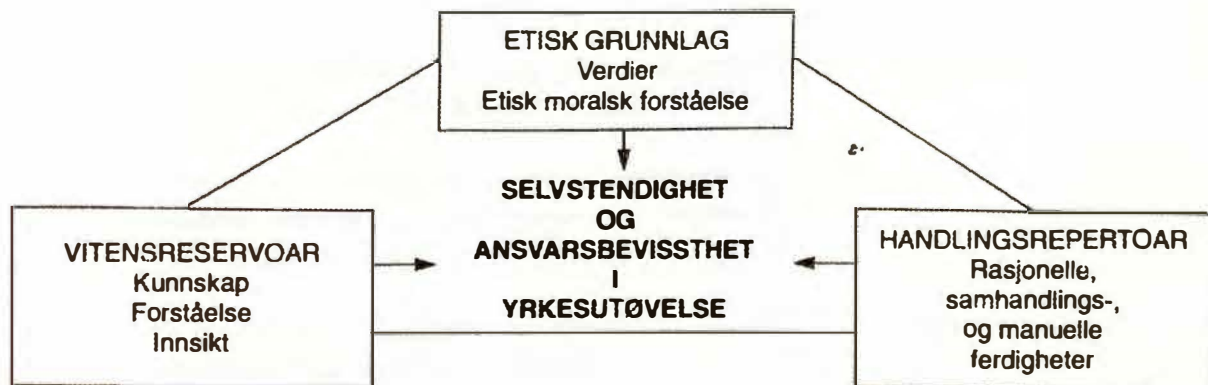 ETISK GRUNNLAG
Verdier
Etisk moralsk forståelse
SELVSTENDIGHET
OG
ANSVARSBEVISSTHET
I
YRKESUTØVELSE
VITENSRESERVOAR
Kunnskap
Forståelse
Innsikt
HANDLINGSREPERTOAR
Rasjonelle,
samhandlings-,
og manuelle
ferdigheter